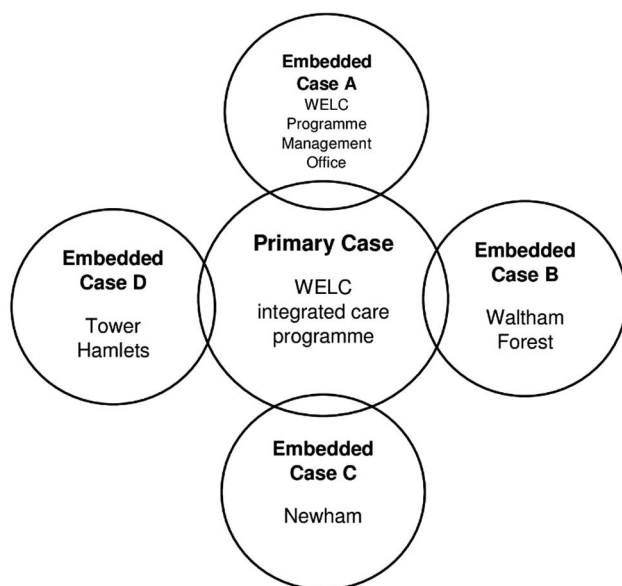 Embedded
Case A
WELC
Programme
Management
Office
Embedded
Case D
Tower
Hamlets
Primary Case
WELC
integrated care
programme
Embedded
Case B
Waltham
Forest
Embedded
Case C
Newham